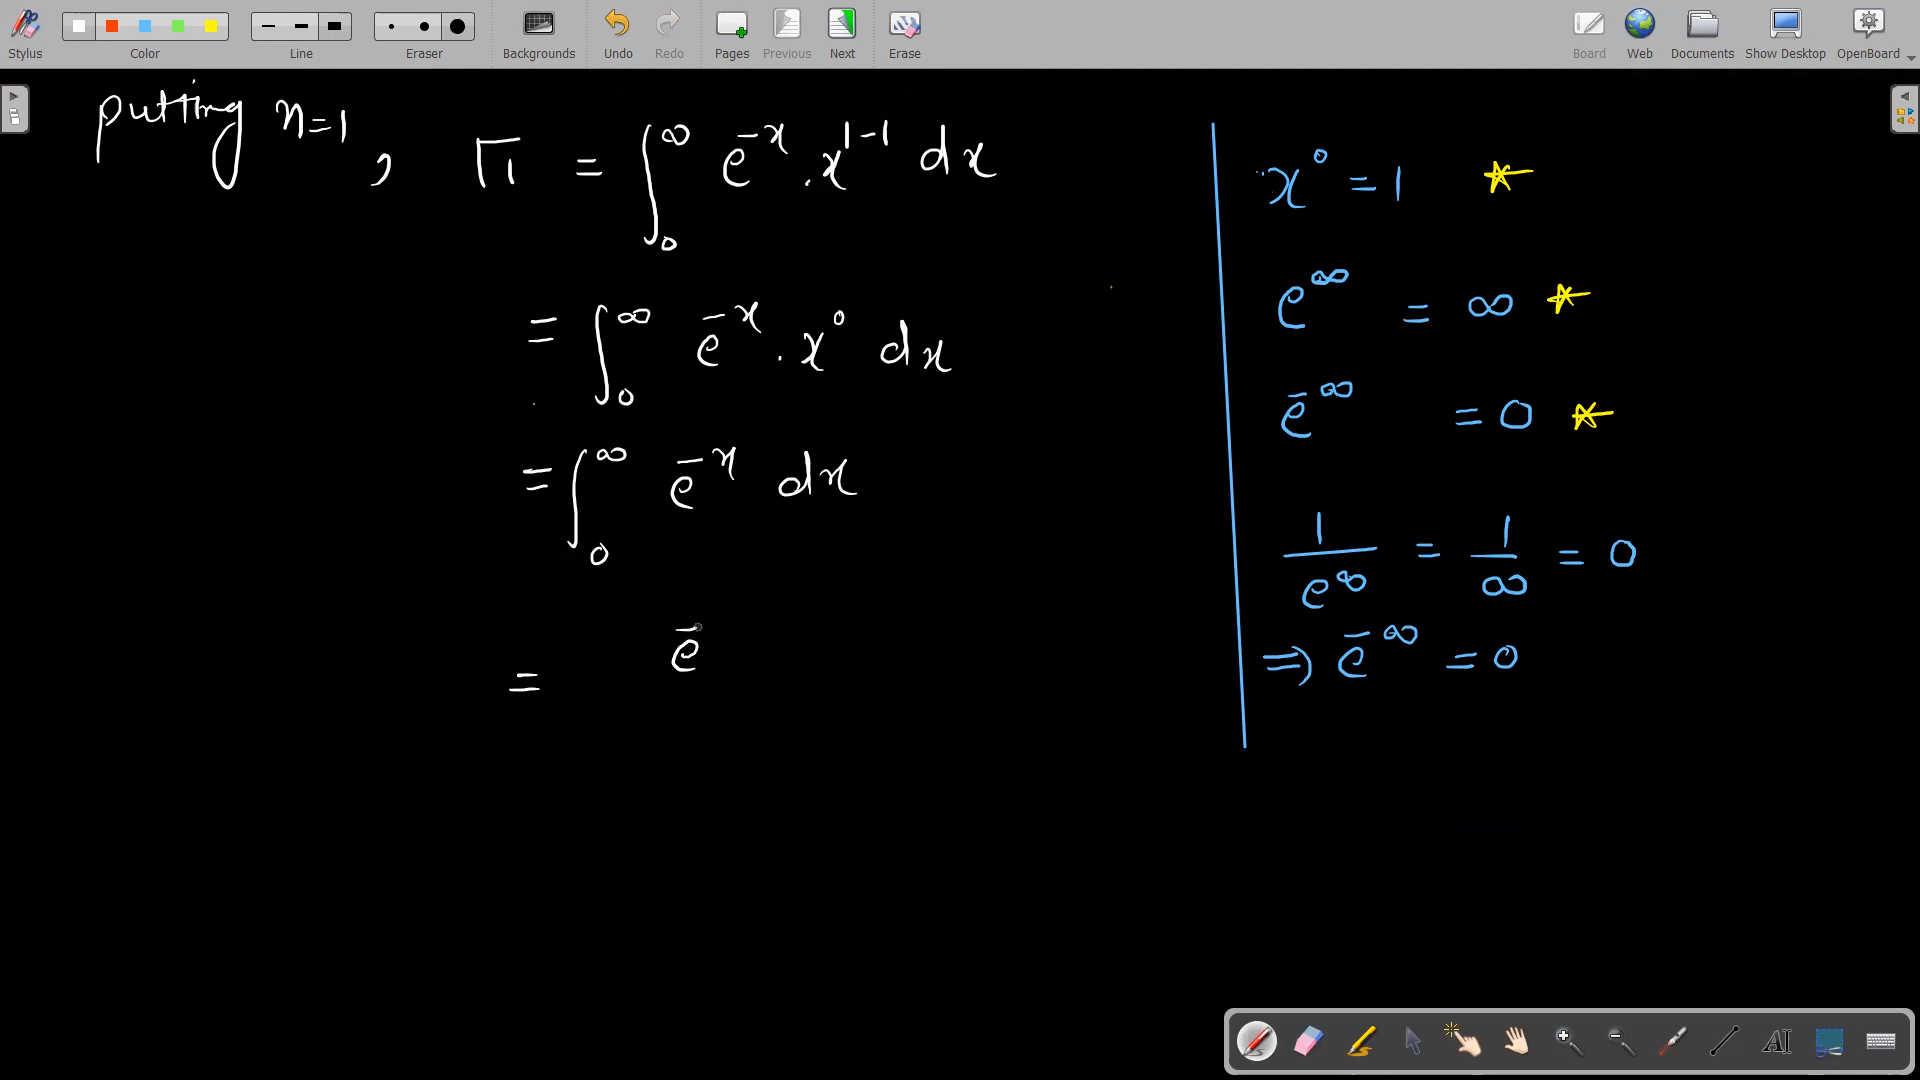 Stylus Color Line Eraser Backgrounds Undo Redo Pages Previous Next Erase Board Web Documents Show Desktop OpenBoard
putting n=1, Γ1 = ∫₀^∞ e^{-x} . x^{1-1} dx
= ∫₀^∞ e^{-x} . x^0 dx
= ∫₀^∞ e^{-x} dx
= e^-
x^0 = 1
e^∞ = ∞
e^{-∞} = 0
1/e^∞ = 1/∞ = 0
⇒ e^{-∞} = 0
AI